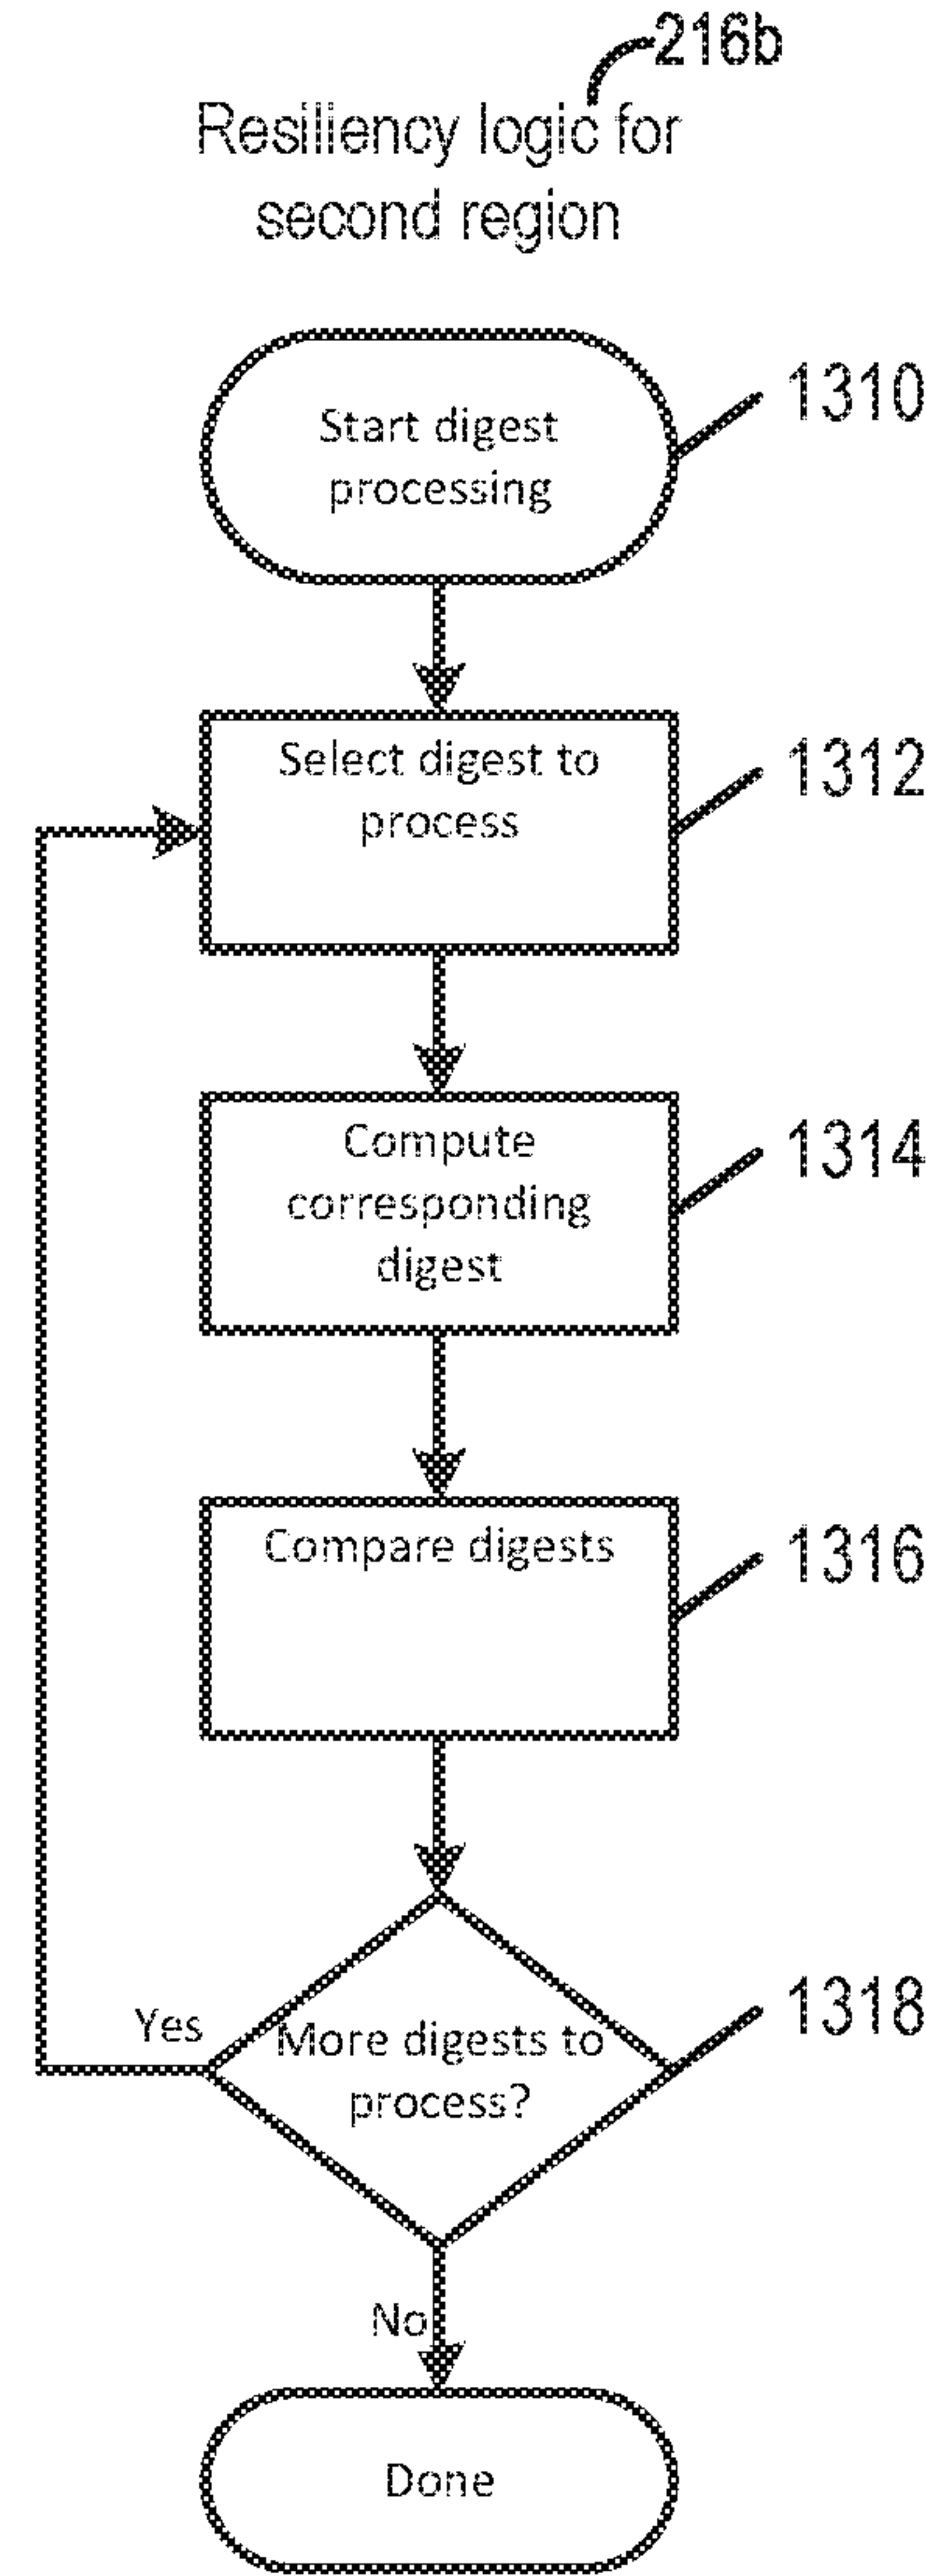 216b
Resiliency logic for
second region
Start digest
processing
1310
Select digest to
process
1312
Compute
corresponding
digest
1314
Compare digests
1316
Yes
More digests to
process?
1318
No
Done